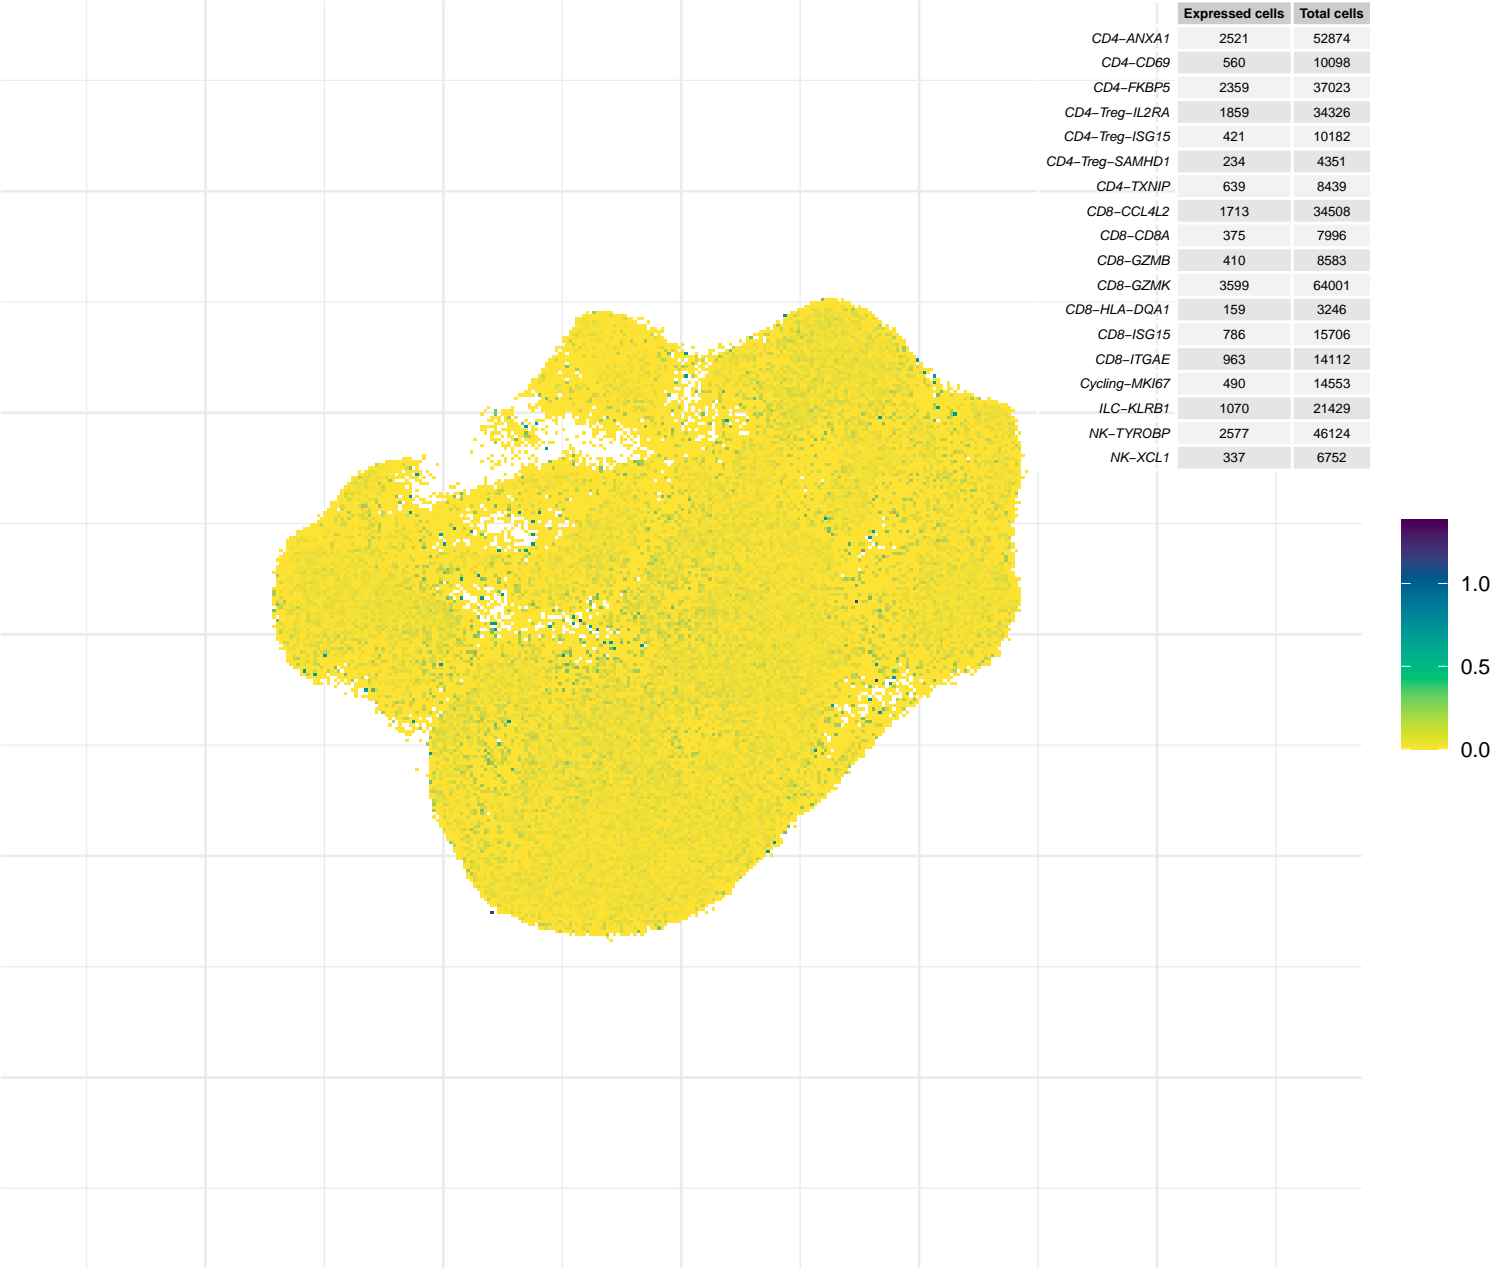 Expressed cells Total cells
CD4−ANXA1 2521 52874
CD4−CD69 560 10098
CD4−FKBP5 2359 37023
CD4−Treg−IL2RA 1859 34326
CD4−Treg−ISG15 421 10182
CD4−Treg−SAMHD1 234 4351
CD4−TXNIP 639 8439
CD8−CCL4L2 1713 34508
CD8−CD8A 375 7996
CD8−GZMB 410 8583
CD8−GZMK 3599 64001
CD8−HLA−DQA1 159 3246
CD8−ISG15 786 15706
CD8−ITGAE 963 14112
Cycling−MKI67 490 14553
ILC−KLRB1 1070 21429
NK−TYROBP 2577 46124
NK−XCL1 337 6752
1.0
0.5
0.0